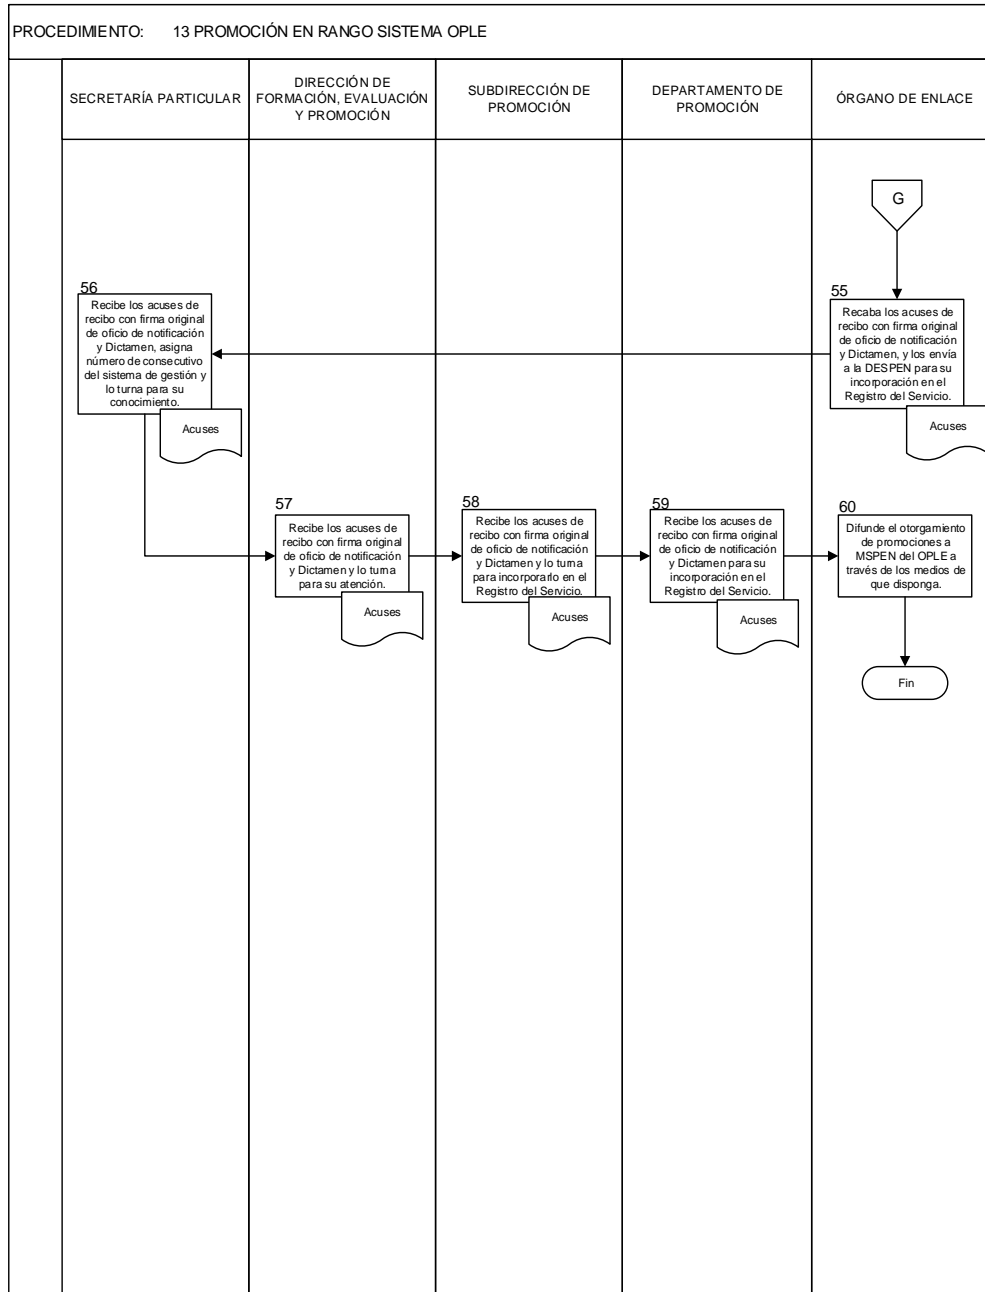 PROCEDIMIENTO: 13 PROMOCIÓN EN RANGO SISTEMA OPLE
SECRETARÍA PARTICULAR
DIRECCIÓN DE
FORMACIÓN, EVALUACIÓN
Y PROMOCIÓN
SUBDIRECCIÓN DE
PROMOCIÓN
DEPARTAMENTO DE
PROMOCIÓN
ÓRGANO DE ENLACE
G
55
Recaba los acuses de
recibo con firma original
de oficio de notificación
y Dictamen, y los envía
a la DESPEN para su
incorporación en el
Registro del Servicio.
Acuses
56
Recibe los acuses de
recibo con firma original
de oficio de notificación
y Dictamen, asigna
número de consecutivo
del sistema de gestión y
lo turna para su
conocimiento.
Acuses
57
Recibe los acuses de
recibo con firma original
de oficio de notificación
y Dictamen y lo turna
para su atención.
Acuses
58
Recibe los acuses de
recibo con firma original
de oficio de notificación
y Dictamen y lo turna
para incorporarlo en el
Registro del Servicio.
Acuses
59
Recibe los acuses de
recibo con firma original
de oficio de notificación
y Dictamen para su
incorporación en el
Registro del Servicio.
Acuses
60
Difunde el otorgamiento
de promociones a
MSPEN del OPLE a
través de los medios de
que disponga.
Fin